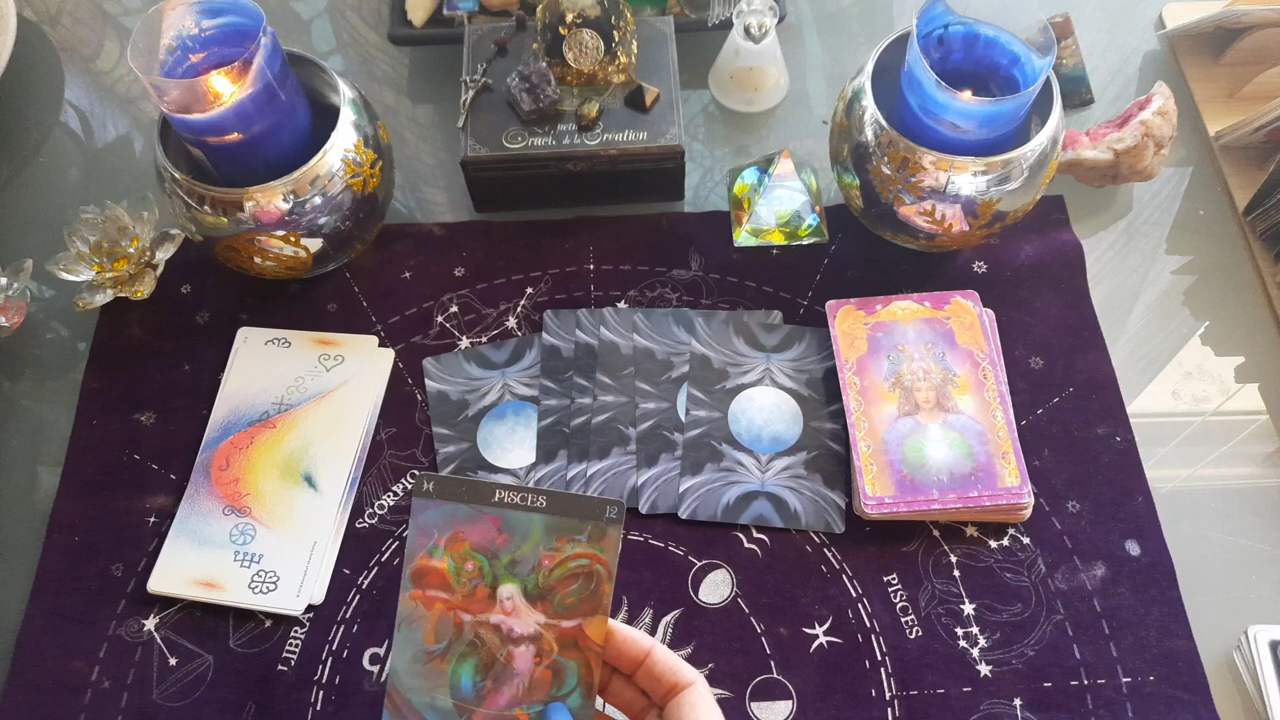 Oracle de la Création
PISCES
12
SCORPIO
LIBRA
PISCES